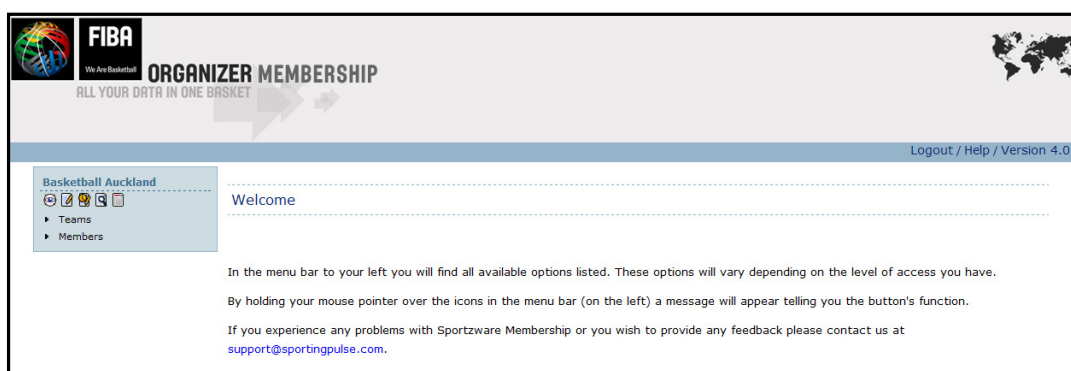 FIBA
We Are Basketball
ORGANIZER MEMBERSHIP
ALL YOUR DATA IN ONE BASKET
Logout / Help / Version 4.0
Basketball Auckland
Teams
Members
Welcome
In the menu bar to your left you will find all available options listed. These options will vary depending on the level of access you have.
By holding your mouse pointer over the icons in the menu bar (on the left) a message will appear telling you the button's function.
If you experience any problems with Sportzware Membership or you wish to provide any feedback please contact us at
support@sportingpulse.com.